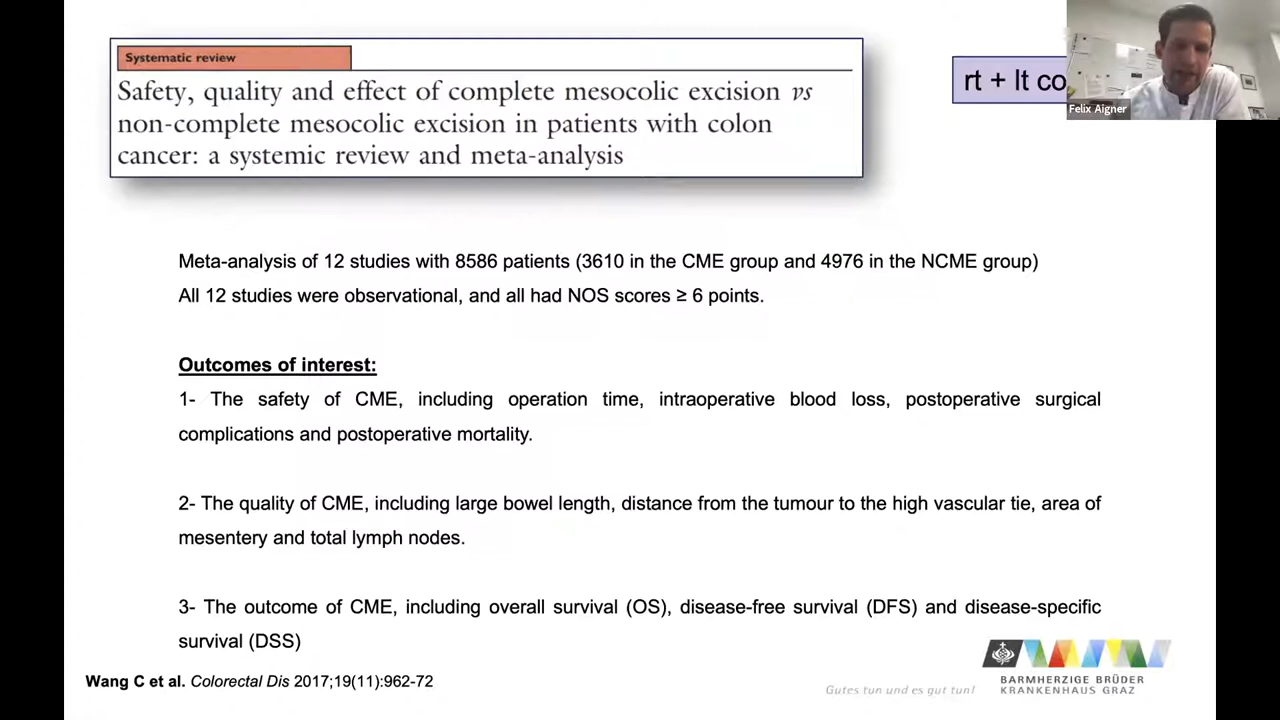 Systematic review
Safety, quality and effect of complete mesocolic excision vs
non-complete mesocolic excision in patients with colon
cancer: a systemic review and meta-analysis
rt + lt co
Felix Aigner
Meta-analysis of 12 studies with 8586 patients (3610 in the CME group and 4976 in the NCME group)
All 12 studies were observational, and all had NOS scores ≥ 6 points.
Outcomes of interest:
1- The safety of CME, including operation time, intraoperative blood loss, postoperative surgical
complications and postoperative mortality.
2- The quality of CME, including large bowel length, distance from the tumour to the high vascular tie, area of
mesentery and total lymph nodes.
3- The outcome of CME, including overall survival (OS), disease-free survival (DFS) and disease-specific
survival (DSS)
Wang C et al. Colorectal Dis 2017;19(11):962-72
Gutes tun und es gut tun!
BARMHERZIGE BRÜDER
KRANKENHAUS GRAZ